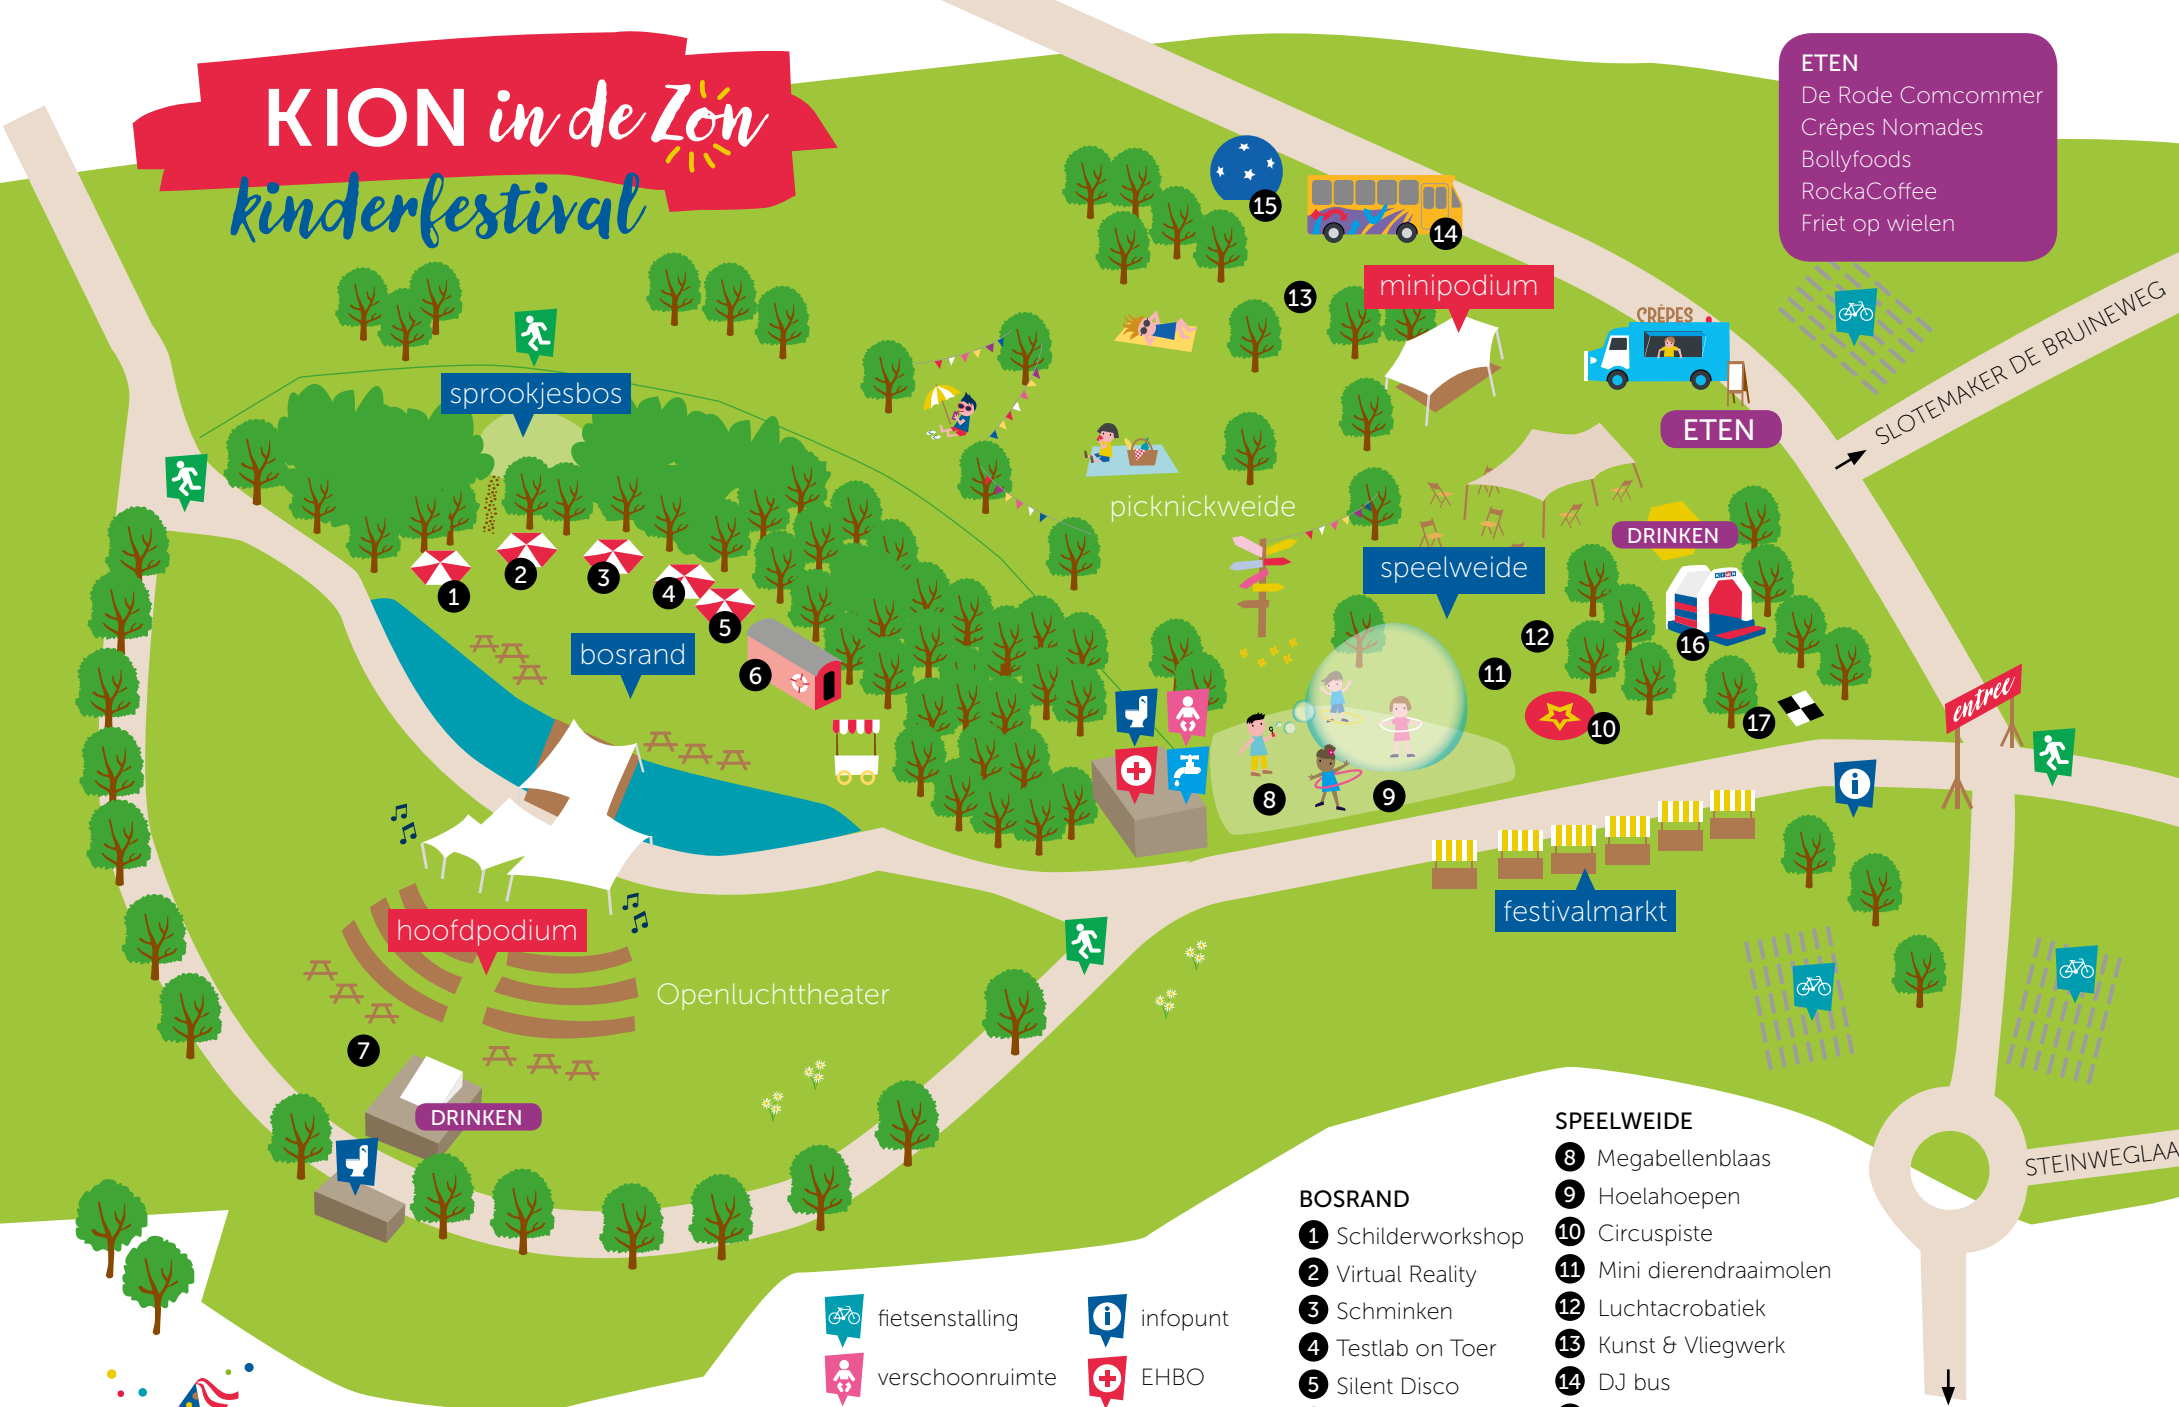 KION in de Zon
kinderfestival
ETEN
De Rode Comcommer
Crêpes Nomades
Bollyfoods
RockaCoffee
Friet op wielen
15
14
13
minipodium
CRÊPES
ETEN
SLOTEMAKER DE BRUINEWEG
sprookjesbos
picknickweide
DRINKEN
speelweide
1
2
3
4
5
6
bosrand
12
11
16
KION
10
17
entree
8
9
festivalmarkt
hoofdpodium
Openluchttheater
7
DRINKEN
STEINWEGLAA
fietsenstalling
verschoonruimte
infopunt
EHBO
BOSRAND
1 Schilderworkshop
2 Virtual Reality
3 Schminken
4 Testlab on Toer
5 Silent Disco
SPEELWEIDE
8 Megabellenblaas
9 Hoelahoepen
10 Circuspiste
11 Mini dierendraaimolen
12 Luchtacrobatiek
13 Kunst & Vliegwerk
14 DJ bus